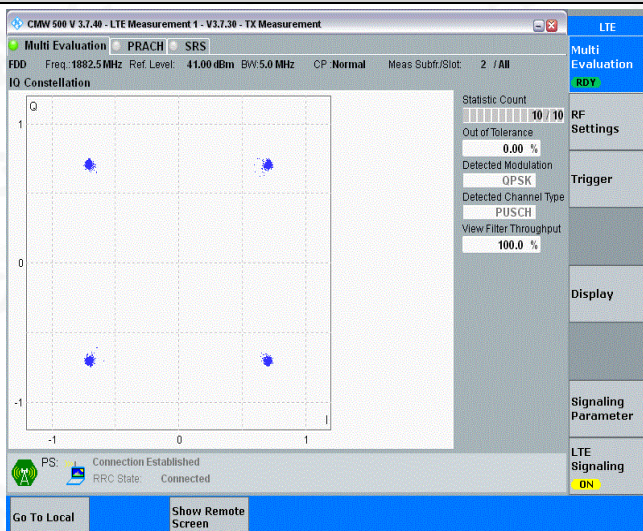 CMW 500 V 3.7.40 - LTE Measurement 1 - V3.7.30 - TX Measurement
LTE
Multi Evaluation PRACH SRS
FDD Freq.:1882.5 MHz Ref. Level: 41.00 dBm BW:5.0 MHz CP :Normal Meas Subfr./Slot: 2 / All
IQ Constellation
Q
1
0
-1
-1 0 1
I
Statistic Count
10 / 10
Out of Tolerance
0.00 %
Detected Modulation
QPSK
Detected Channel Type
PUSCH
View Filter Throughput
100.0 %
Multi
Evaluation
RDY
RF
Settings
Trigger
Display
Signaling
Parameter
LTE
Signaling
ON
PS: Connection Established
RRC State: Connected
Go To Local
Show Remote
Screen